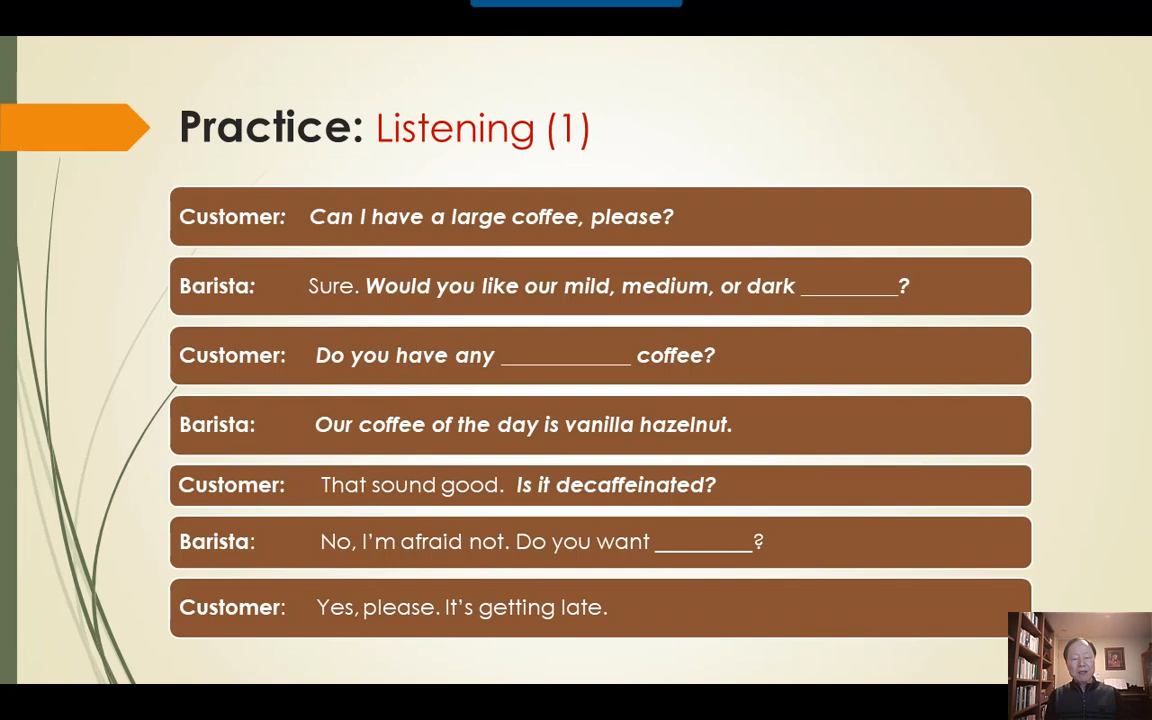 Practice: Listening (1)
Customer: Can I have a large coffee, please?
Barista: Sure. Would you like our mild, medium, or dark _________?
Customer: Do you have any ____________ coffee?
Barista: Our coffee of the day is vanilla hazelnut.
Customer: That sound good. Is it decaffeinated?
Barista: No, I'm afraid not. Do you want _________?
Customer: Yes, please. It's getting late.